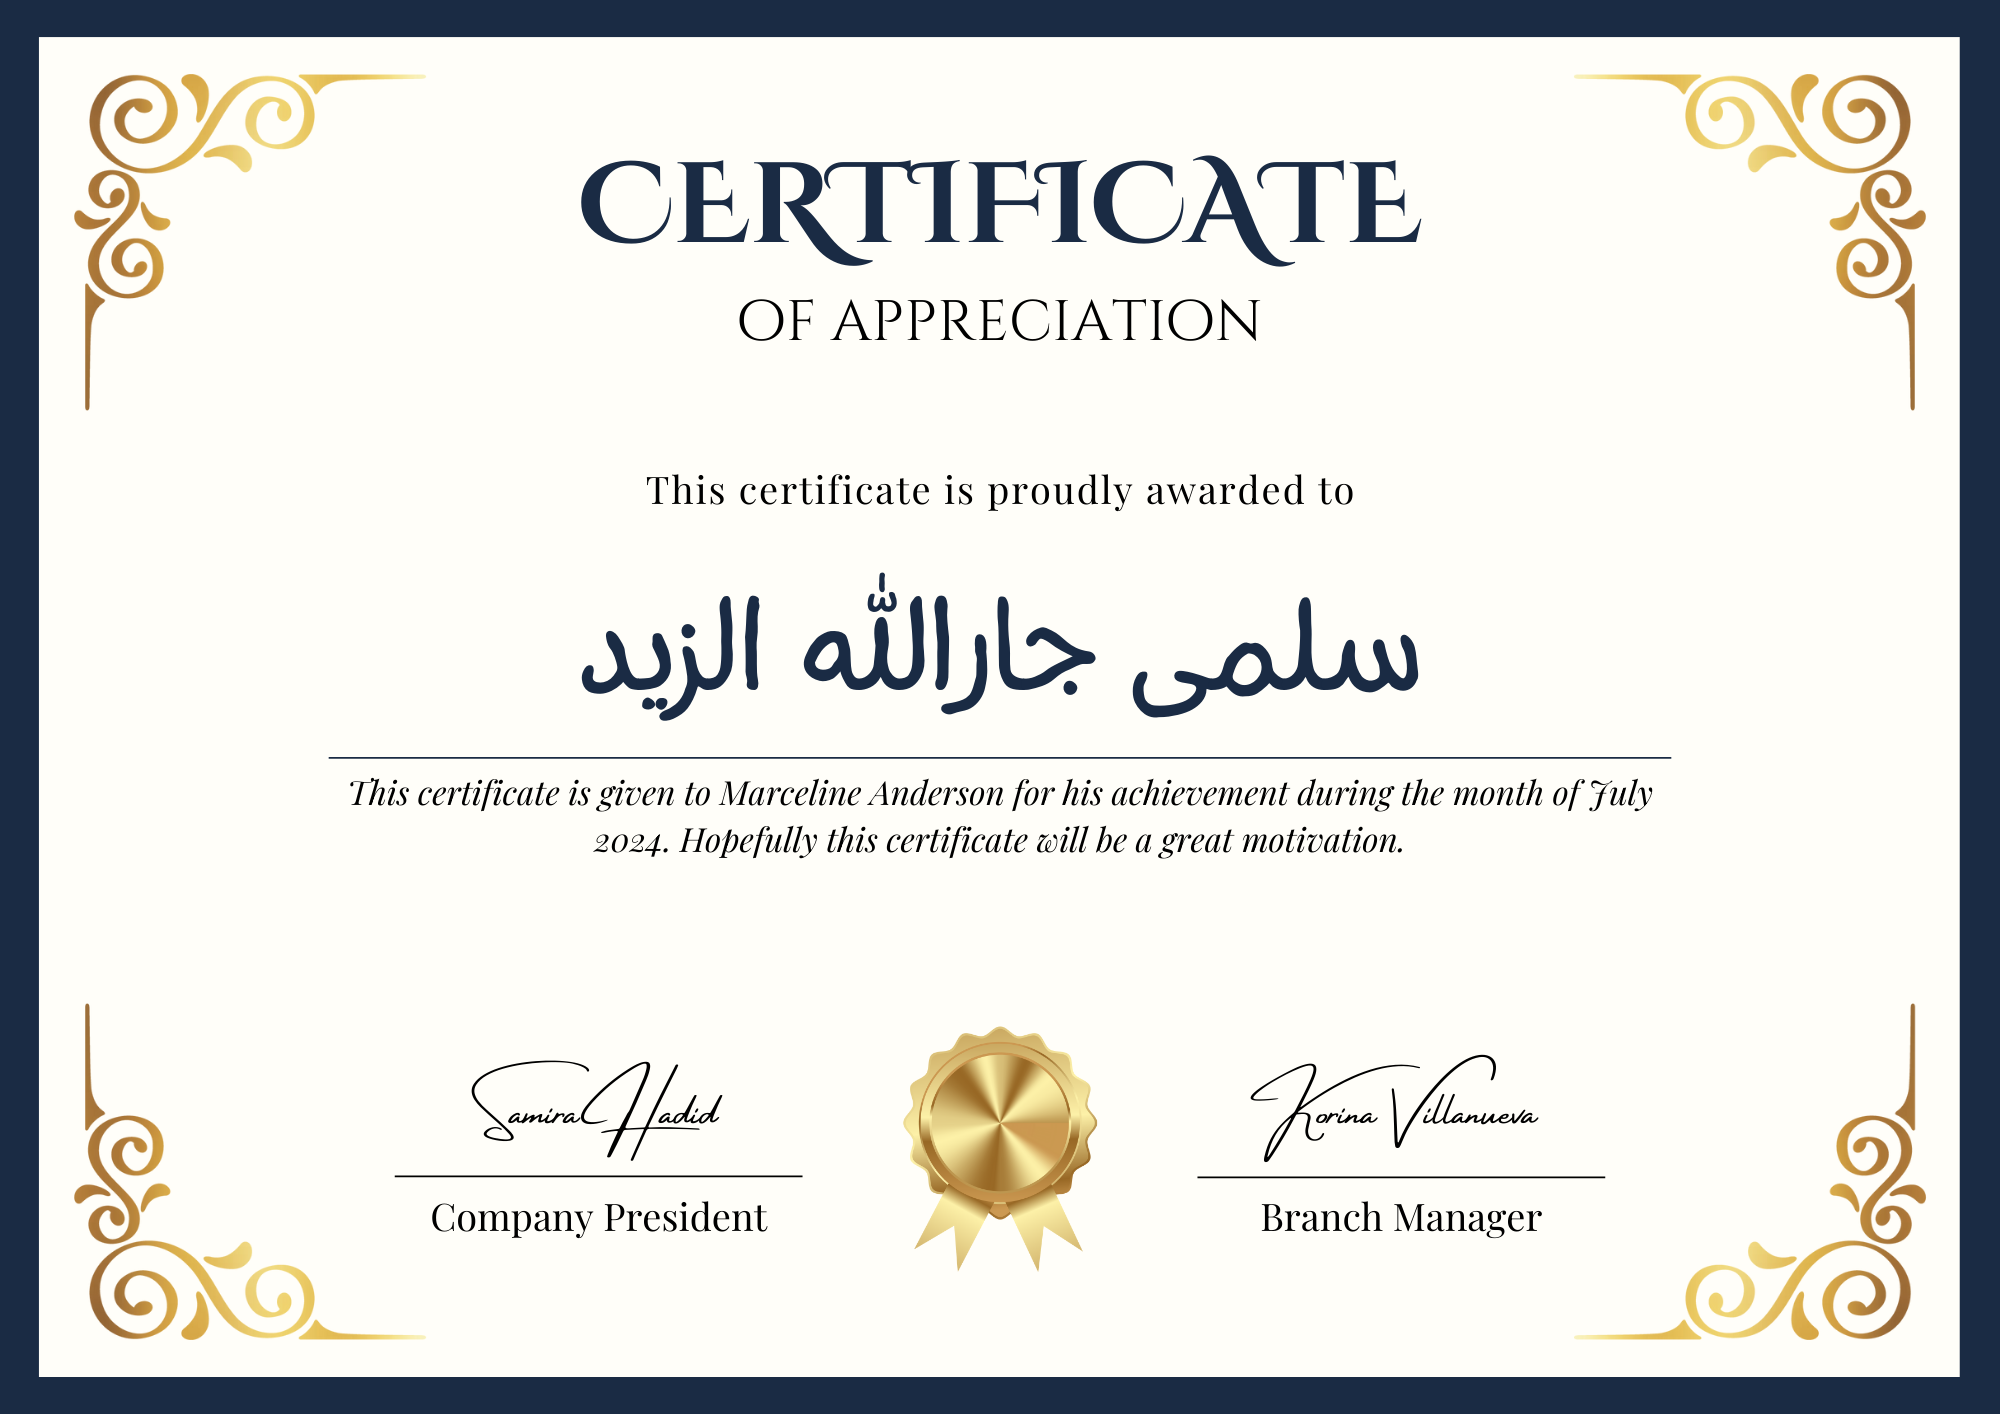 CERTIFICATE
OF APPRECIATION
This certificate is proudly awarded to
سلمى جارالله الزيد
This certificate is given to Marceline Anderson for his achievement during the month of July
2024. Hopefully this certificate will be a great motivation.
Samira Hadid
Korina Villanueva
Company President
Branch Manager